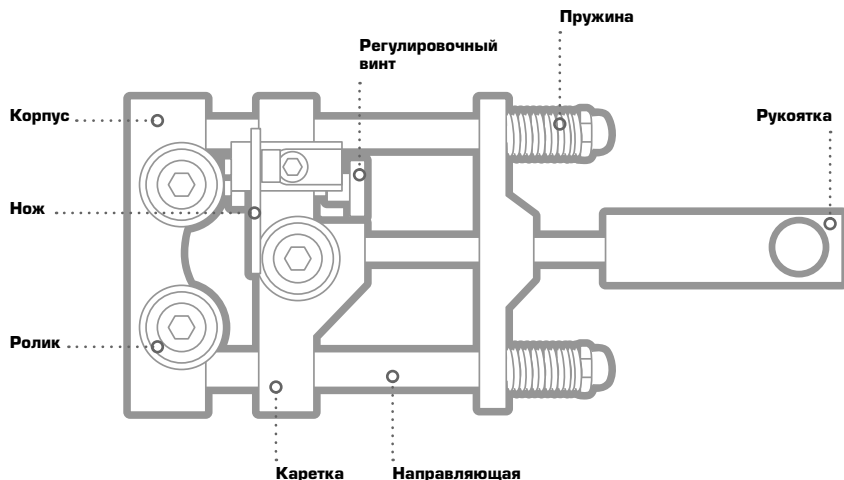 Пружина
Регулировочный
винт
Корпус
Рукоятка
Нож
Ролик
Каретка
Направляющая